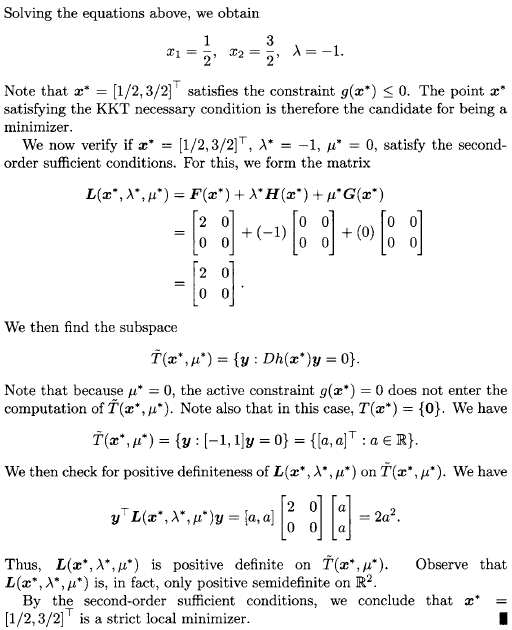 Solving the equations above, we obtain
x₁ = 1/2, x₂ = 3/2, λ = −1.
Note that x* = [1/2, 3/2]⊤ satisfies the constraint g(x*) ≤ 0. The point x*
satisfying the KKT necessary condition is therefore the candidate for being a
minimizer.
We now verify if x* = [1/2, 3/2]⊤, λ* = −1, μ* = 0, satisfy the second-
order sufficient conditions. For this, we form the matrix
L(x*, λ*, μ*) = F(x*) + λ*H(x*) + μ*G(x*)
= [2 0; 0 0] + (−1) [0 0; 0 0] + (0) [0 0; 0 0]
= [2 0; 0 0].
We then find the subspace
T̃(x*, μ*) = {y : Dh(x*)y = 0}.
Note that because μ* = 0, the active constraint g(x*) = 0 does not enter the
computation of T̃(x*, μ*). Note also that in this case, T(x*) = {0}. We have
T̃(x*, μ*) = {y : [−1, 1]y = 0} = {[a, a]⊤ : a ∈ ℝ}.
We then check for positive definiteness of L(x*, λ*, μ*) on T̃(x*, μ*). We have
y⊤L(x*, λ*, μ*)y = [a, a] [2 0; 0 0] [a; a] = 2a².
Thus, L(x*, λ*, μ*) is positive definite on T̃(x*, μ*). Observe that
L(x*, λ*, μ*) is, in fact, only positive semidefinite on ℝ².
By the second-order sufficient conditions, we conclude that x* =
[1/2, 3/2]⊤ is a strict local minimizer. ∎